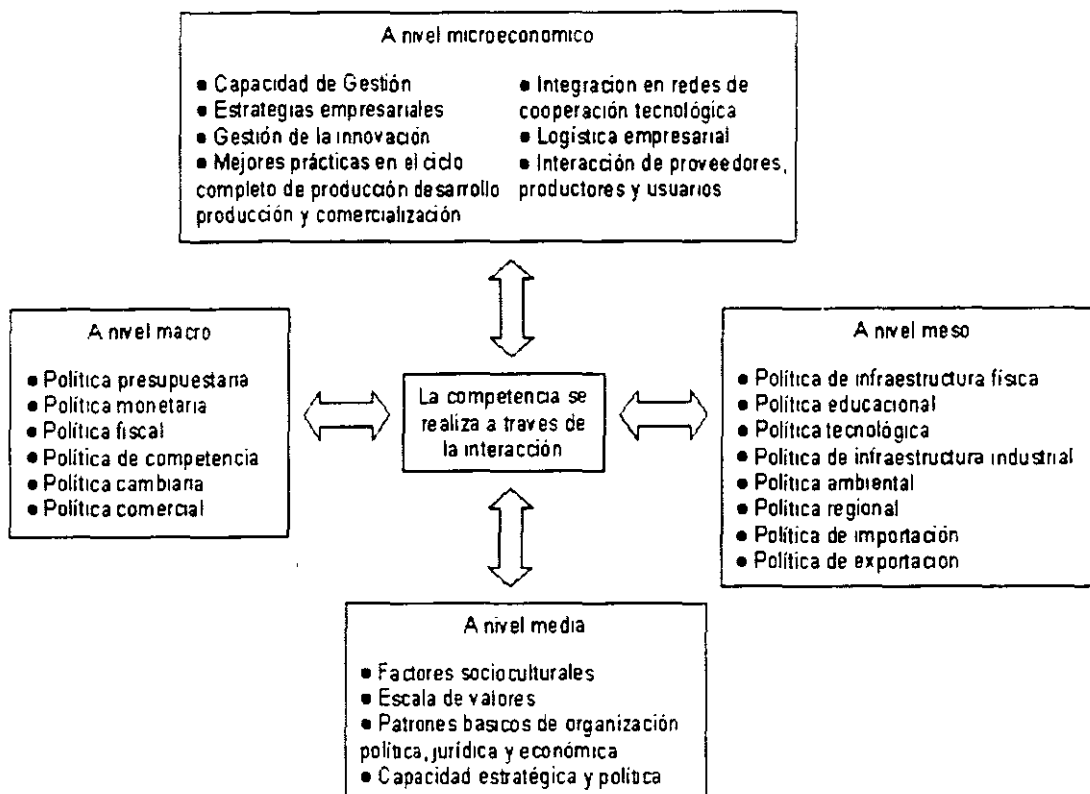 A nivel microeconomico
● Capacidad de Gestión
● Estrategias empresariales
● Gestión de la innovación
● Mejores prácticas en el ciclo
completo de producción desarrollo
producción y comercialización
● Integracion en redes de
cooperación tecnológica
● Logística empresarial
● Interacción de proveedores,
productores y usuarios
A nivel macro
● Política presupuestaria
● Política monetaria
● Política fiscal
● Política de competencia
● Política cambiaria
● Política comercial
La competencia se
realiza a traves de
la interacción
A nivel meso
● Política de infraestructura física
● Política educacional
● Política tecnológica
● Política de infraestructura industrial
● Política ambiental
● Política regional
● Política de importación
● Política de exportacion
A nivel media
● Factores socioculturales
● Escala de valores
● Patrones basicos de organización
política, jurídica y económica
● Capacidad estratégica y política